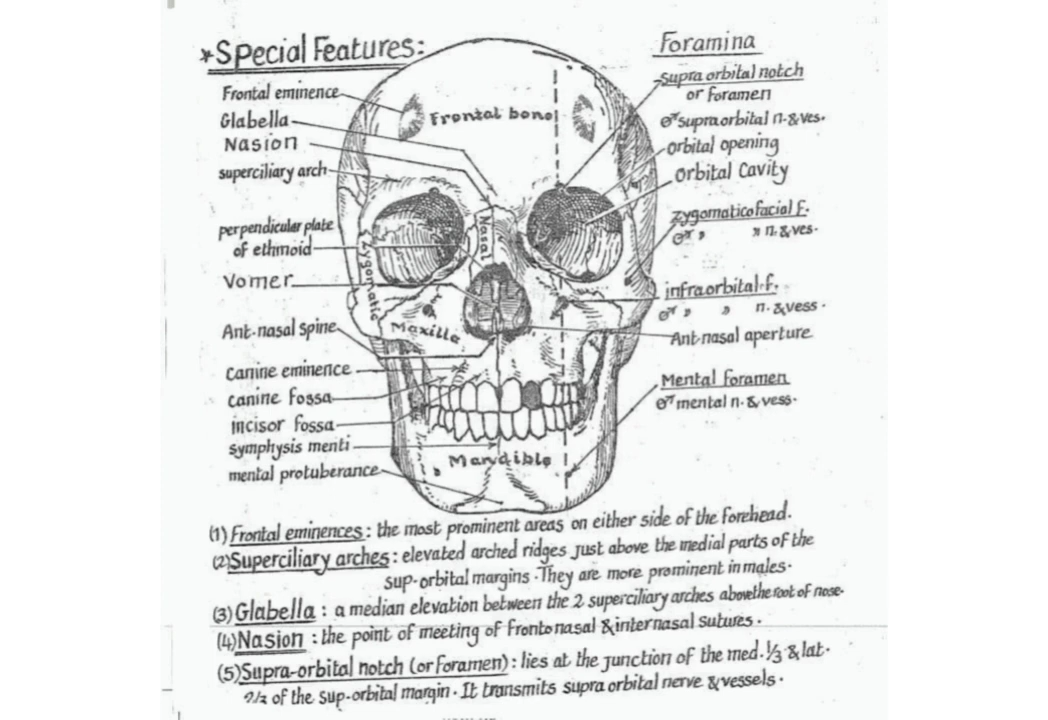 *Special Features:
Frontal eminence
Glabella
Nasion
superciliary arch
perpendicular plate
of ethmoid
Vomer
Ant. nasal spine
canine eminence
canine fossa
incisor fossa
symphysis menti
mental protuberance
Frontal bone
Nasal
Zygomatic
Maxilla
Mandible
Foramina
supra orbital notch
or foramen
supraorbital n. & ves.
orbital opening
orbital Cavity
zygomaticofacial F.
" " n. & ves.
infraorbital f.
" " n. & vess.
Ant. nasal aperture
Mental foramen
mental n. & vess.
(1) Frontal eminences : the most prominent areas on either side of the forehead.
(2) Superciliary arches : elevated arched ridges just above the medial parts of the
sup. orbital margins. They are more prominent in males.
(3) Glabella : a median elevation between the 2 superciliary arches above the root of nose.
(4) Nasion : the point of meeting of frontonasal & internasal sutures.
(5) Supra-orbital notch (or foramen) : lies at the junction of the med. 1/3 & lat.
2/3 of the sup. orbital margin. It transmits supra orbital nerve & vessels.